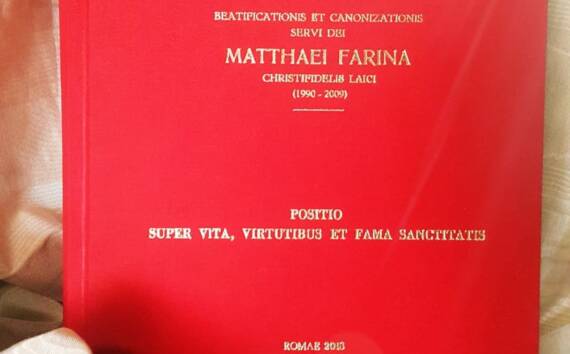 BEATIFICATIONIS ET CANONIZATIONIS
SERVI DEI
MATTHAEI FARINA
CHRISTIFIDELIS LAICI
(1990 - 2009)
POSITIO
SUPER VITA, VIRTUTIBUS ET FAMA SANCTITATIS
ROMAE 2018